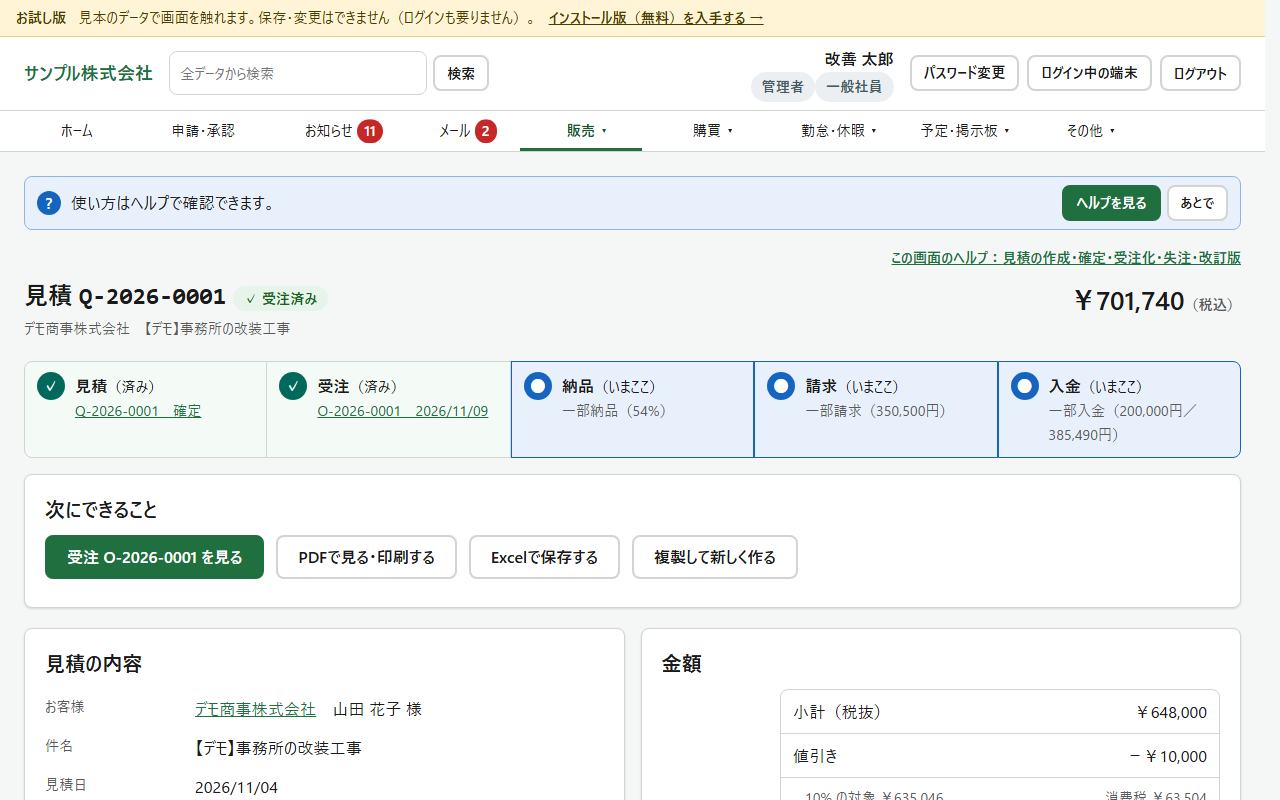 お試し版 見本のデータで画面を触れます。保存・変更はできません（ログインも要りません）。 インストール版（無料）を入手する →
サンプル株式会社 全データから検索 検索 改善 太郎 管理者 一般社員 パスワード変更 ログイン中の端末 ログアウト
ホーム 申請・承認 お知らせ 11 メール 2 販売 ▾ 購買 ▾ 勤怠・休暇 ▾ 予定・掲示板 ▾ その他 ▾
? 使い方はヘルプで確認できます。 ヘルプを見る あとで
この画面のヘルプ：見積の作成・確定・受注化・失注・改訂版
見積 Q-2026-0001 ✓ 受注済み ￥701,740（税込）
デモ商事株式会社 【デモ】事務所の改装工事
✓ 見積（済み） ✓ 受注（済み） 納品（いまここ） 請求（いまここ） 入金（いまここ）
Q-2026-0001 確定 O-2026-0001 2026/11/09 一部納品（54%） 一部請求（350,500円） 一部入金（200,000円／
385,490円）
次にできること
受注 O-2026-0001 を見る PDFで見る・印刷する Excelで保存する 複製して新しく作る
見積の内容 金額
お客様 デモ商事株式会社 山田 花子 様 小計（税抜） ￥648,000
件名 【デモ】事務所の改装工事 値引き −￥10,000
見積日 2026/11/04
10% の対象 ￥635,046 消費税 ￥63,504